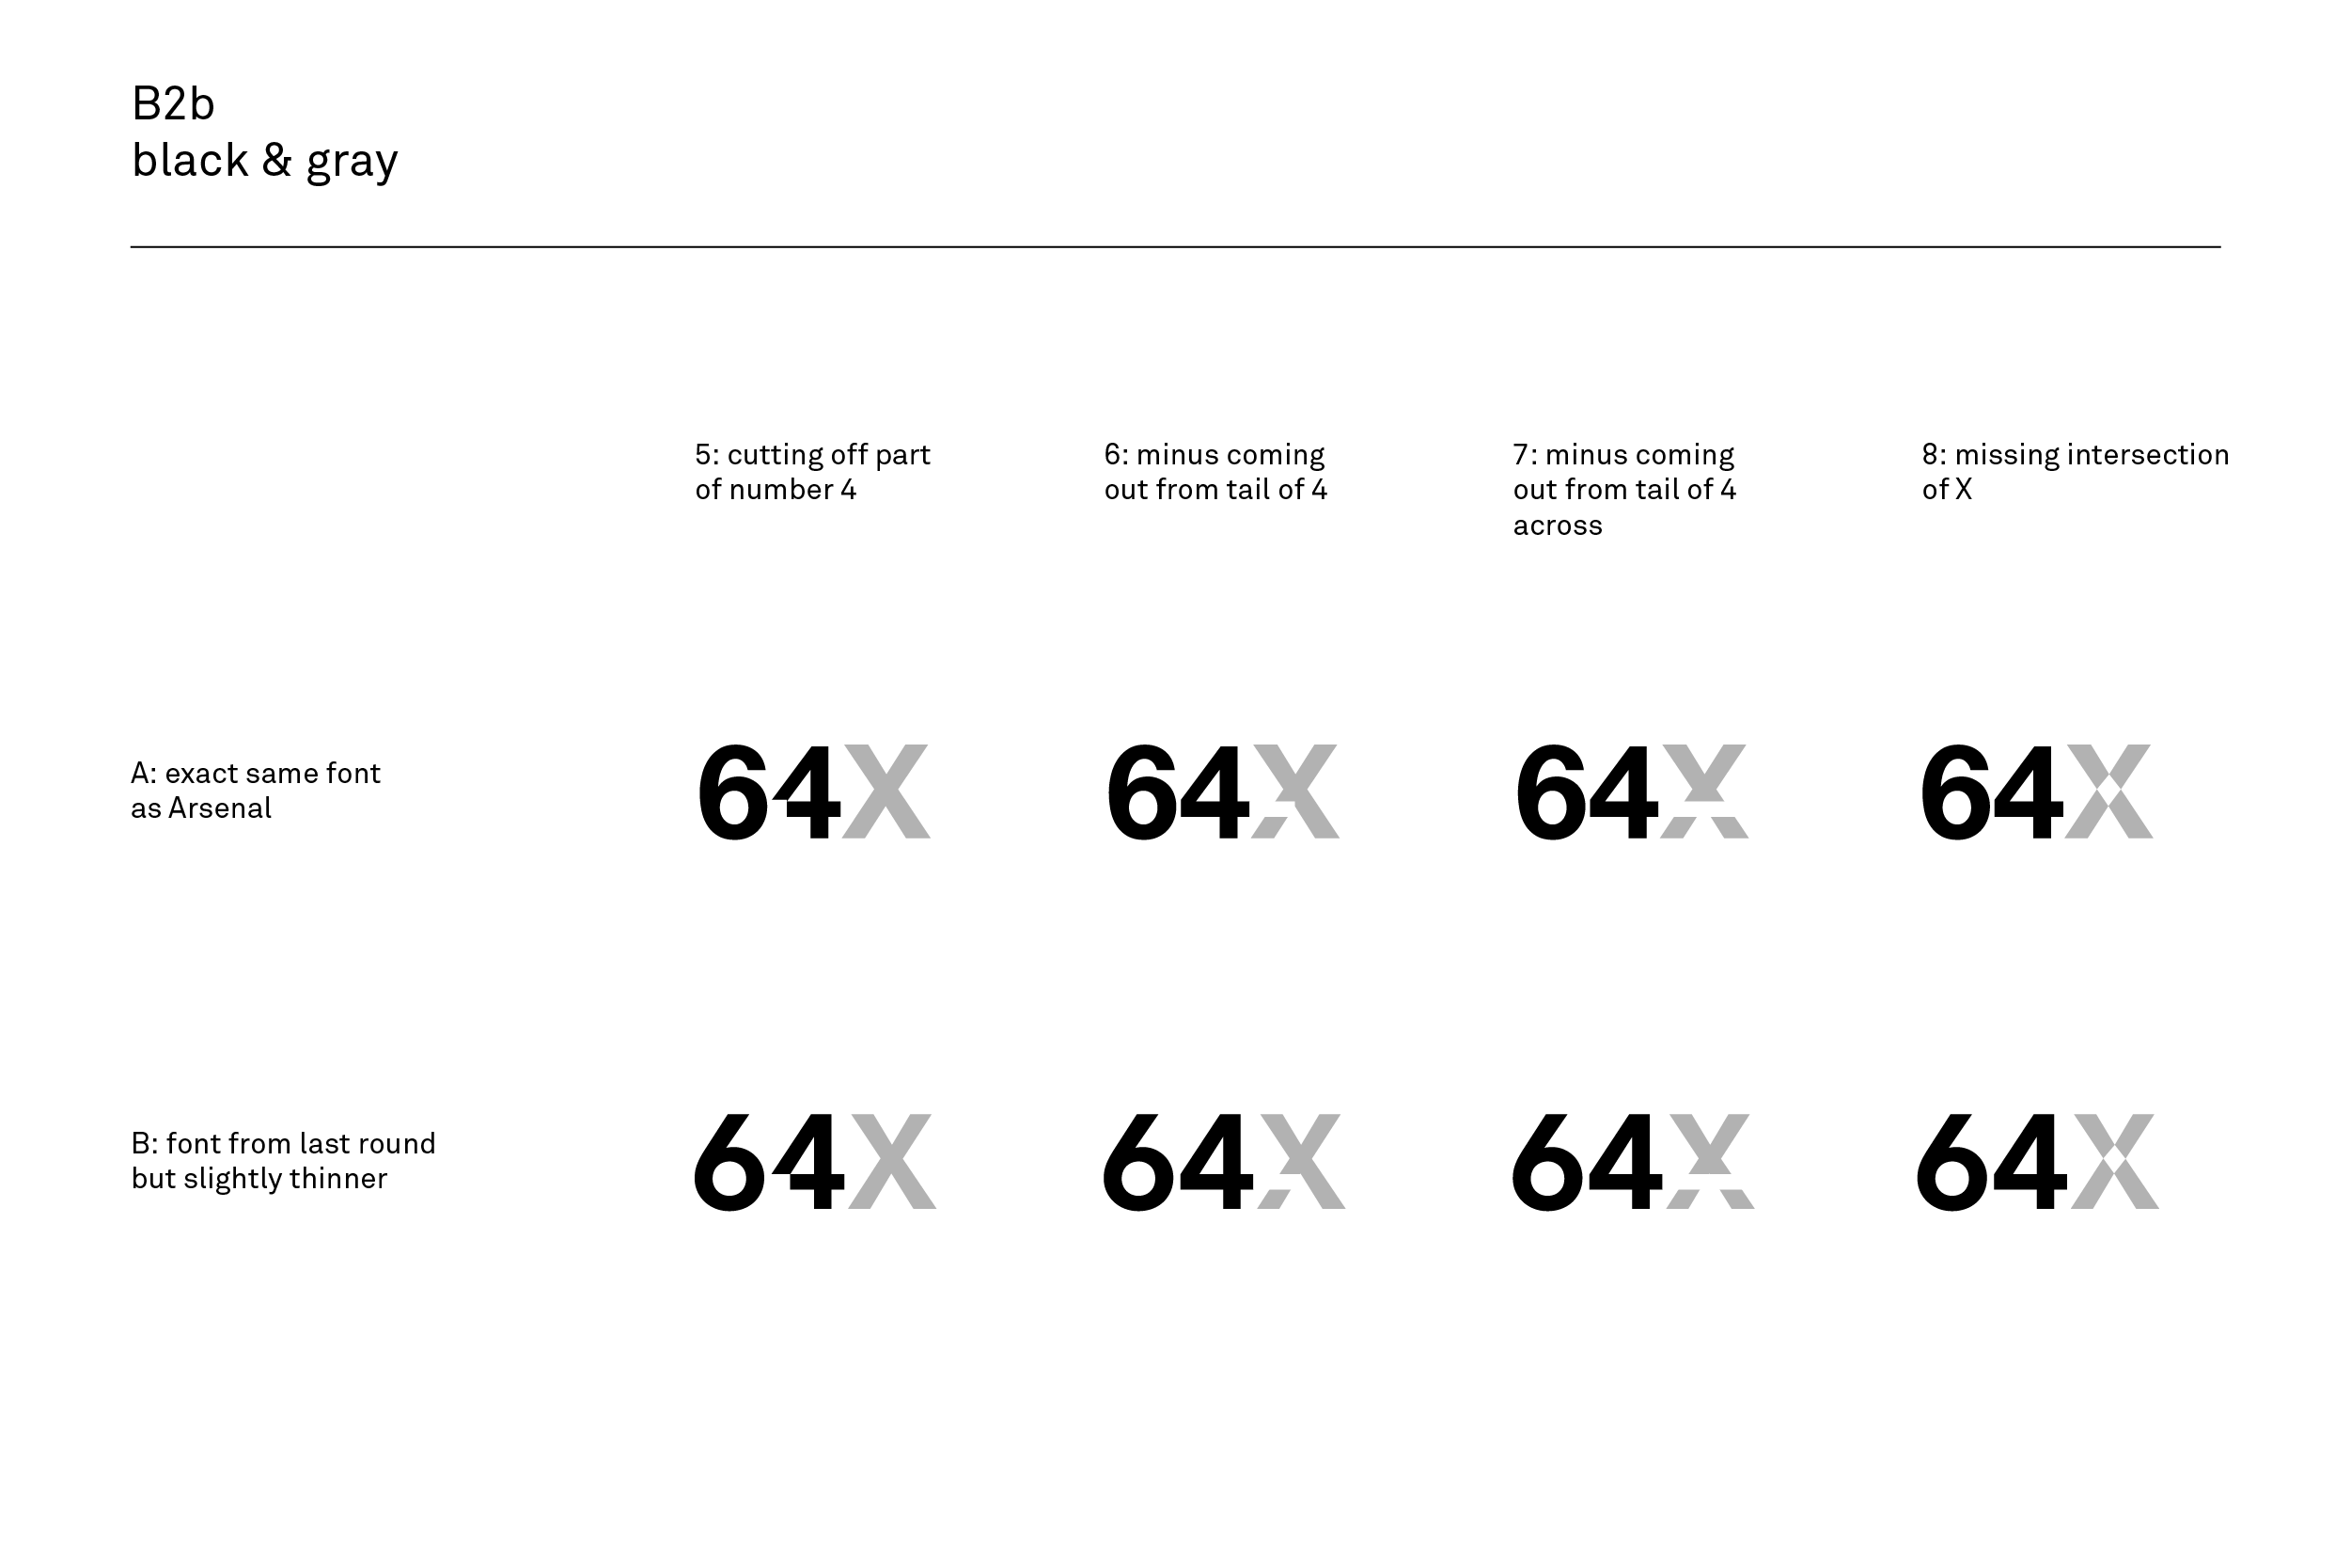 B2b
black & gray
5: cutting off part
of number 4
6: minus coming
out from tail of 4
7: minus coming
out from tail of 4
across
8: missing intersection
of X
A: exact same font
as Arsenal
64X
64X
64X
64X
B: font from last round
but slightly thinner
64X
64X
64X
64X